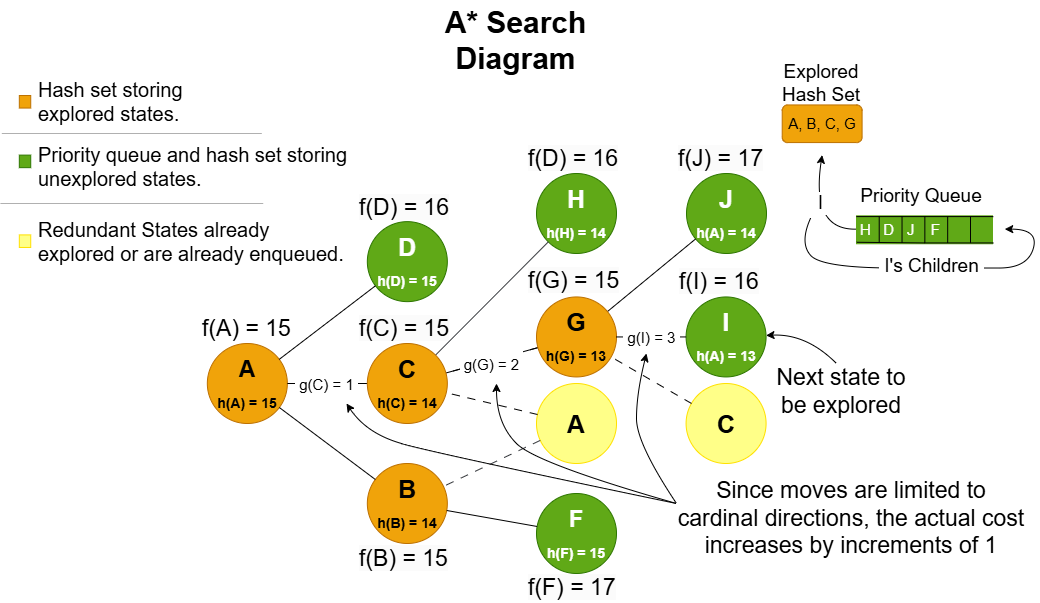 A* Search
Diagram
Hash set storing
explored states.
Priority queue and hash set storing
unexplored states.
Redundant States already
explored or are already enqueued.
Explored
Hash Set
A, B, C, G
I
Priority Queue
H D J F
I's Children
f(D) = 16
D
h(D) = 15
f(D) = 16
H
h(H) = 14
f(J) = 17
J
h(A) = 14
f(A) = 15
A
h(A) = 15
g(C) = 1
f(C) = 15
C
h(C) = 14
g(G) = 2
f(G) = 15
G
h(G) = 13
g(I) = 3
f(I) = 16
I
h(A) = 13
Next state to
be explored
A
C
B
h(B) = 14
f(B) = 15
F
h(F) = 15
f(F) = 17
Since moves are limited to
cardinal directions, the actual cost
increases by increments of 1